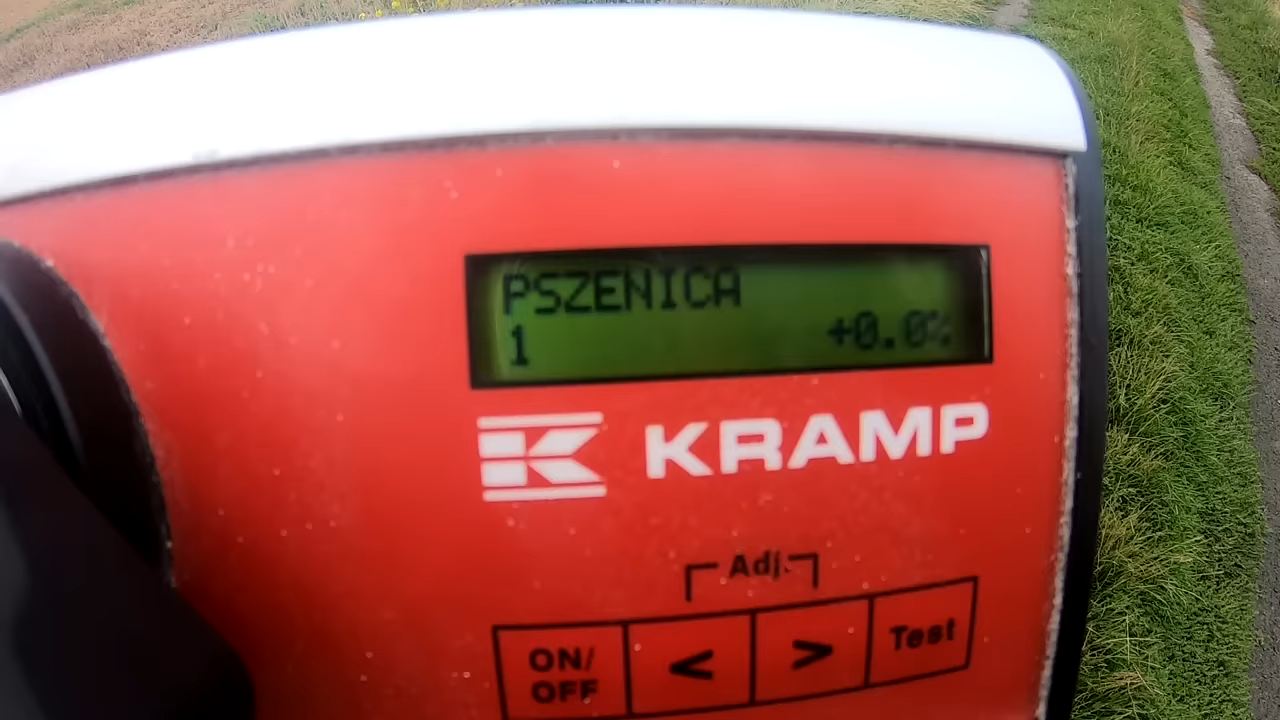 PSZENICA
1 +0.0%
KRAMP
Adj.
ON/
OFF
< > Test